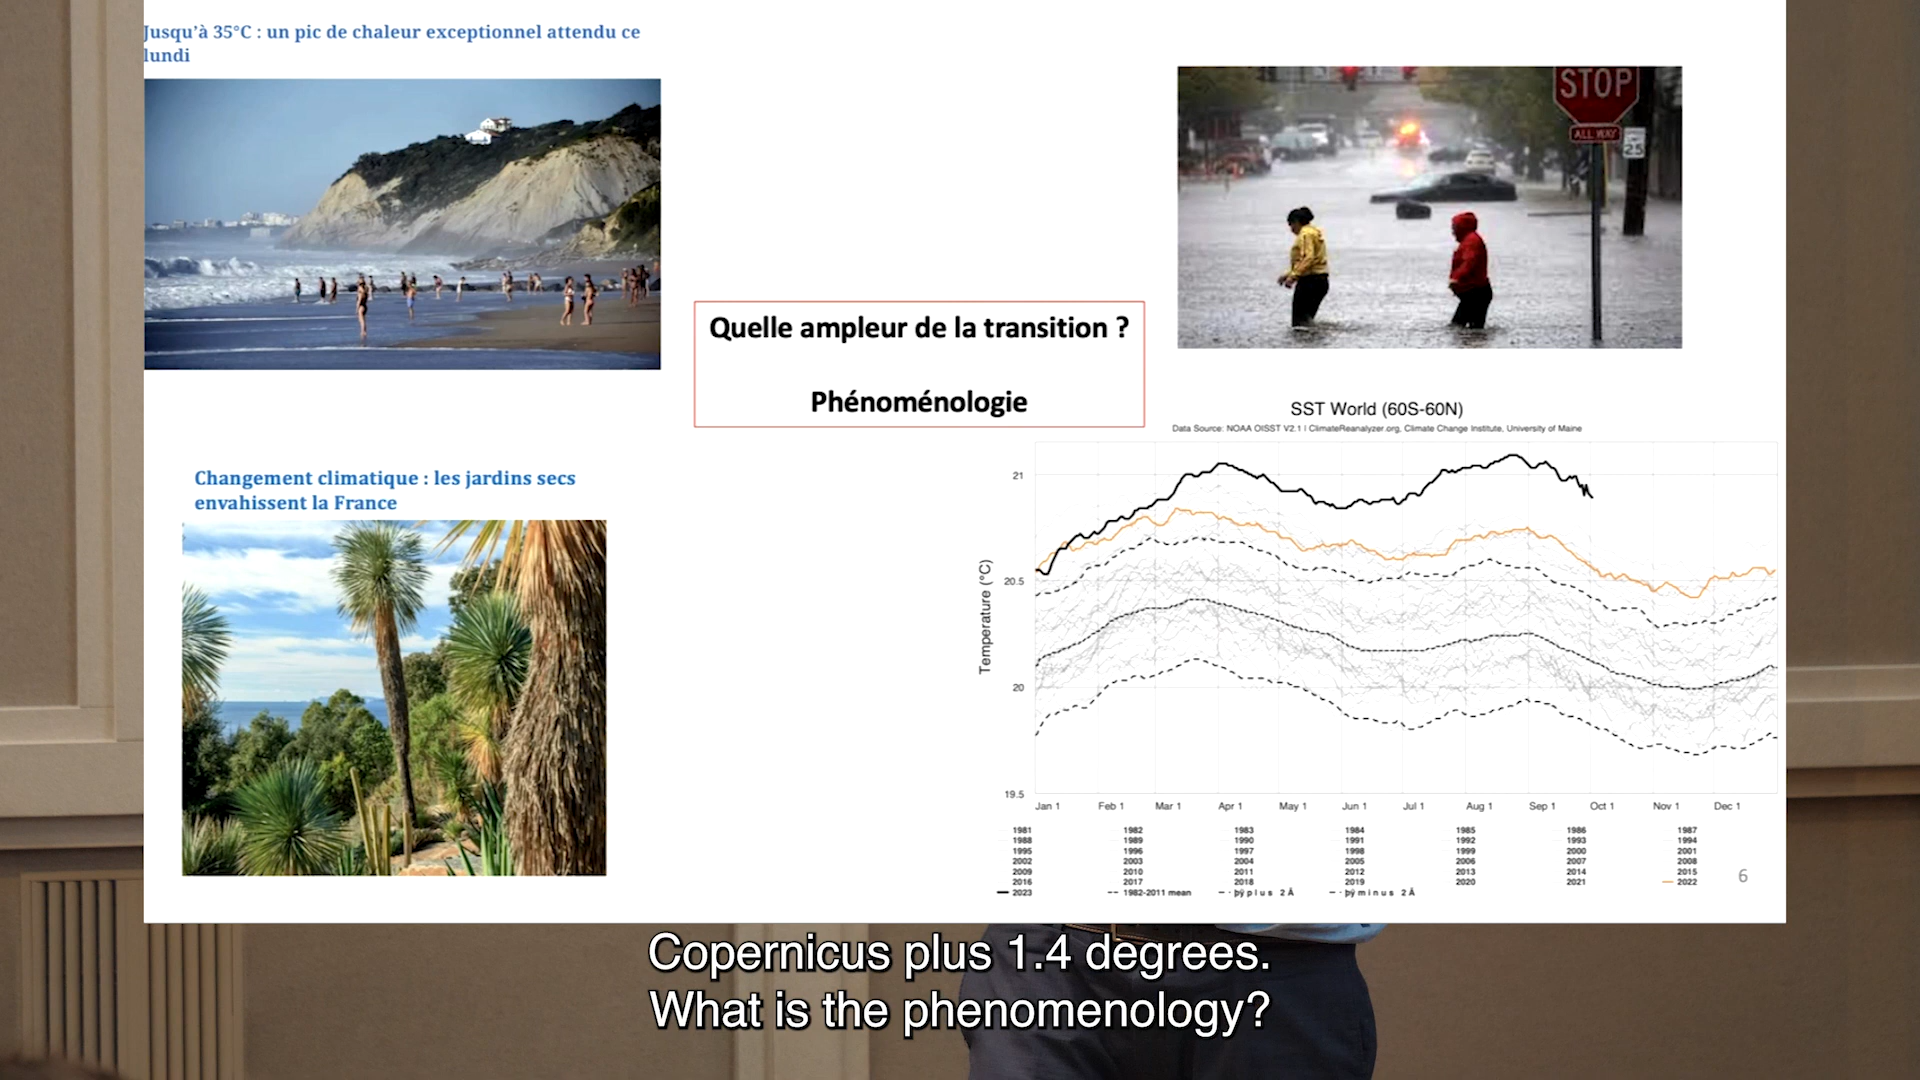 Jusqu'à 35°C : un pic de chaleur exceptionnel attendu ce
lundi
STOP
ALL WAY
25
Quelle ampleur de la transition ?
Phénoménologie
Changement climatique : les jardins secs
envahissent la France
SST World (60S-60N)
Data Source: NOAA OISST V2.1 | ClimateReanalyzer.org, Climate Change Institute, University of Maine
Temperature (°C)
21
20.5
20
19.5
Jan 1 Feb 1 Mar 1 Apr 1 May 1 Jun 1 Jul 1 Aug 1 Sep 1 Oct 1 Nov 1 Dec 1
1981 1982 1983 1984 1985 1986 1987
1988 1989 1990 1991 1992 1993 1994
1995 1996 1997 1998 1999 2000 2001
2002 2003 2004 2005 2006 2007 2008
2009 2010 2011 2012 2013 2014 2015
2016 2017 2018 2019 2020 2021 2022
2023 1982-2011 mean þÿ plus 2 Â þÿ minus 2 Â
6
Copernicus plus 1.4 degrees.
What is the phenomenology?